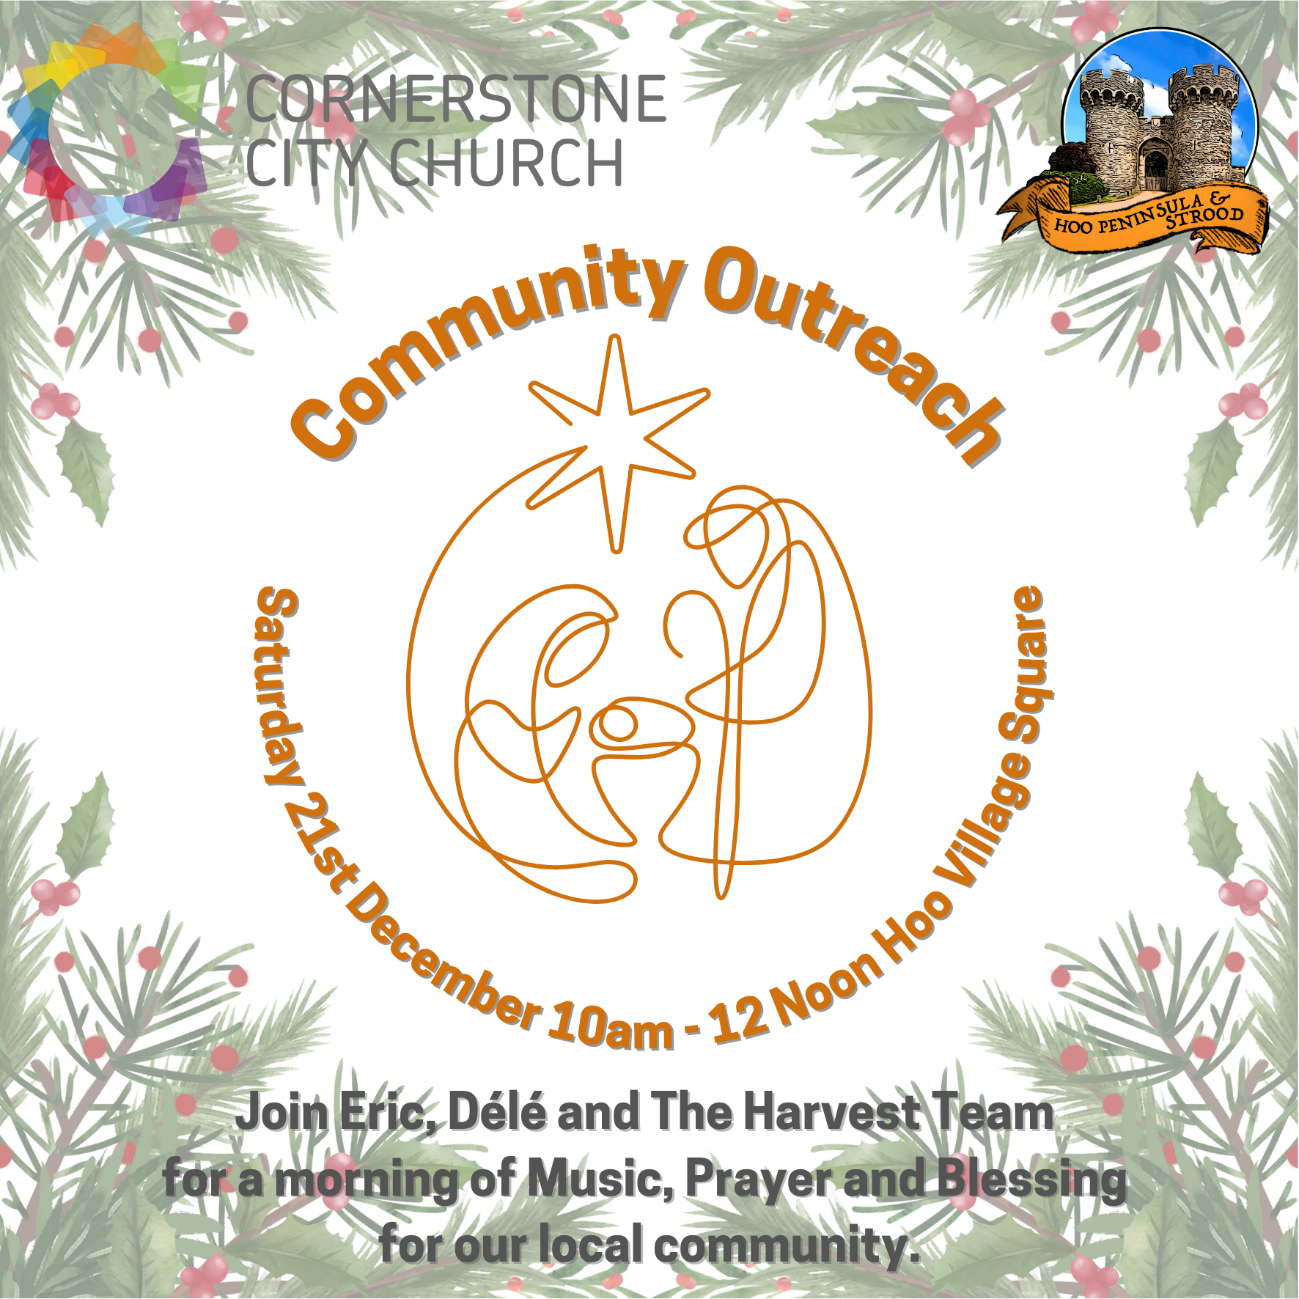 CORNERSTONE
CITY CHURCH
HOO PENINSULA &
STROOD
Community Outreach
Saturday 21st December 10am - 12 Noon Hoo Village Square
Join Eric, Délé and The Harvest Team
for a morning of Music, Prayer and Blessing
for our local community.